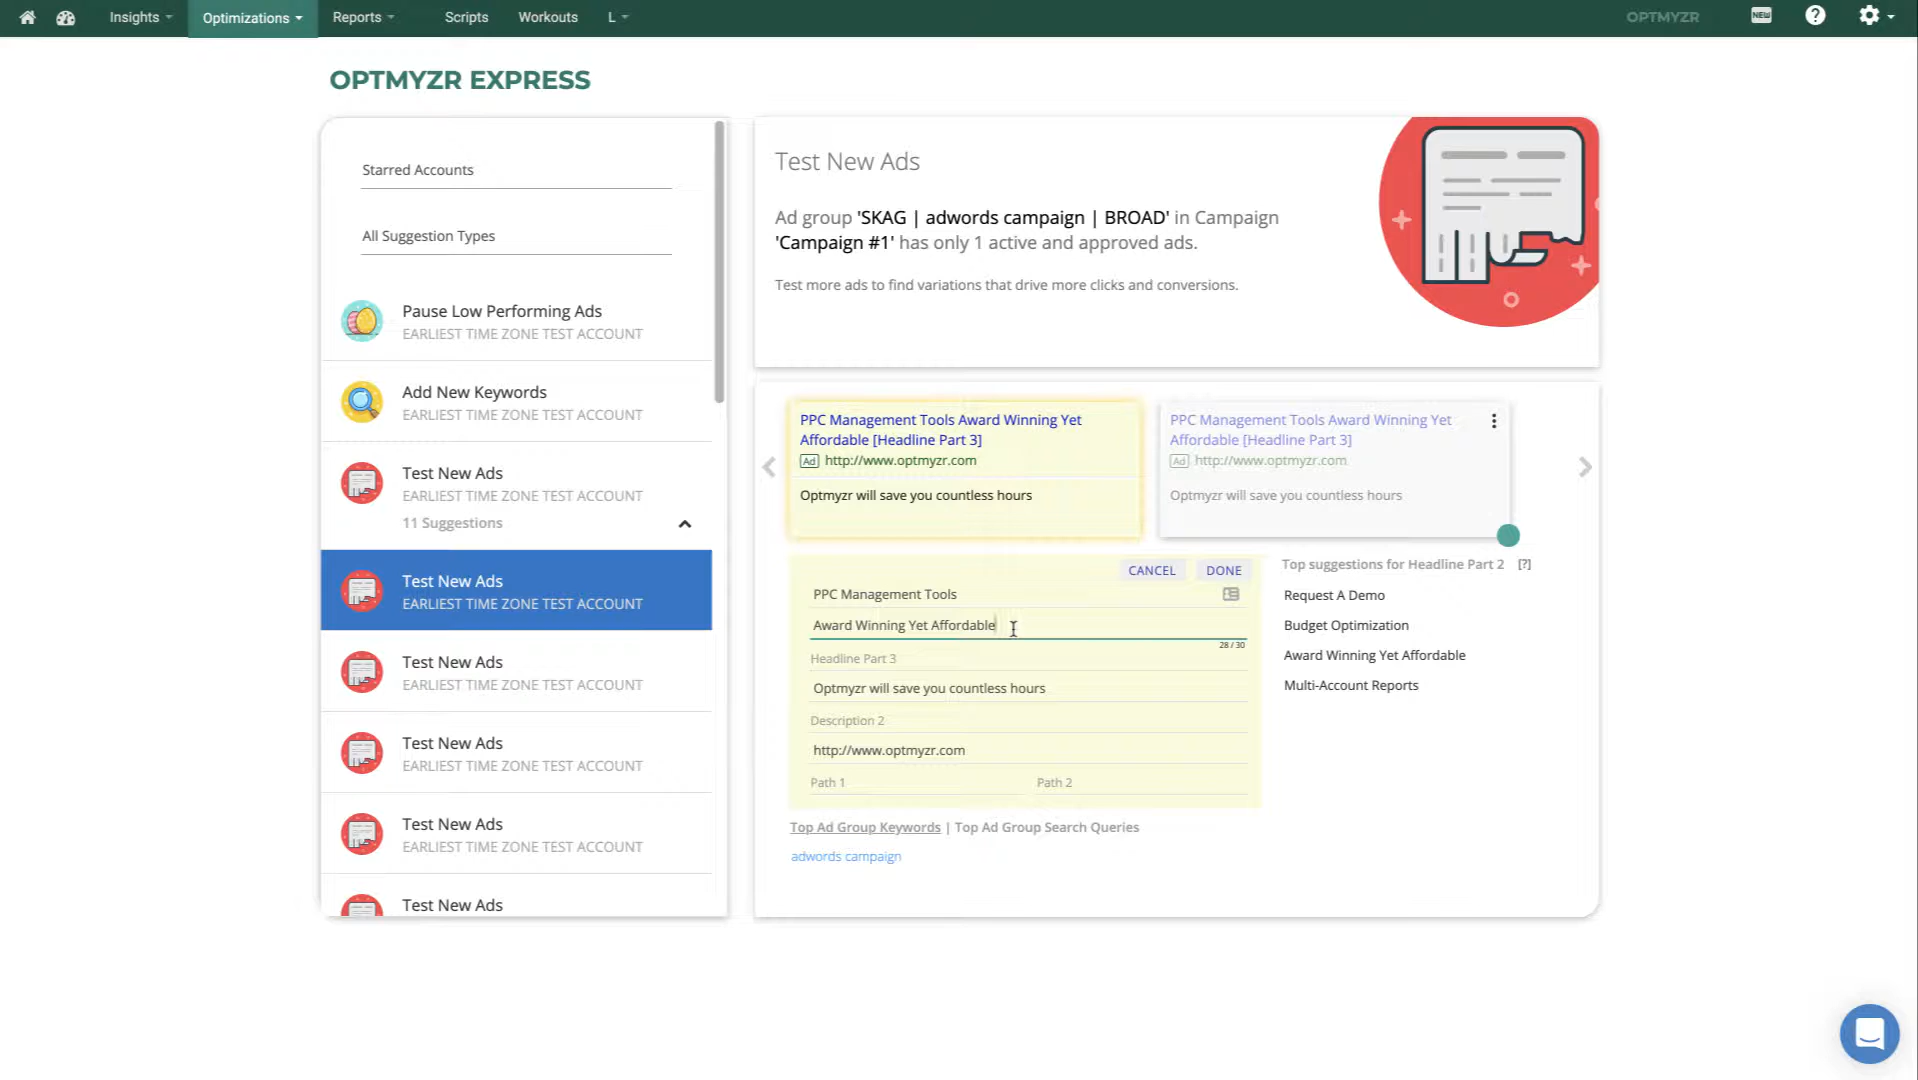 Insights
Optimizations
Reports
Scripts
Workouts
L
OPTMYZR
NEW
?
OPTMYZR EXPRESS
Starred Accounts
All Suggestion Types
Pause Low Performing Ads
EARLIEST TIME ZONE TEST ACCOUNT
Add New Keywords
EARLIEST TIME ZONE TEST ACCOUNT
Test New Ads
EARLIEST TIME ZONE TEST ACCOUNT
11 Suggestions
Test New Ads
EARLIEST TIME ZONE TEST ACCOUNT
Test New Ads
EARLIEST TIME ZONE TEST ACCOUNT
Test New Ads
EARLIEST TIME ZONE TEST ACCOUNT
Test New Ads
EARLIEST TIME ZONE TEST ACCOUNT
Test New Ads
Test New Ads
Ad group 'SKAG | adwords campaign | BROAD' in Campaign
'Campaign #1' has only 1 active and approved ads.
Test more ads to find variations that drive more clicks and conversions.
PPC Management Tools Award Winning Yet
Affordable [Headline Part 3]
Ad http://www.optmyzr.com
Optmyzr will save you countless hours
PPC Management Tools Award Winning Yet
Affordable [Headline Part 3]
Ad http://www.optmyzr.com
Optmyzr will save you countless hours
CANCEL DONE
PPC Management Tools
Award Winning Yet Affordable
28 / 30
Headline Part 3
Optmyzr will save you countless hours
Description 2
http://www.optmyzr.com
Path 1 Path 2
Top suggestions for Headline Part 2 [?]
Request A Demo
Budget Optimization
Award Winning Yet Affordable
Multi-Account Reports
Top Ad Group Keywords | Top Ad Group Search Queries
adwords campaign